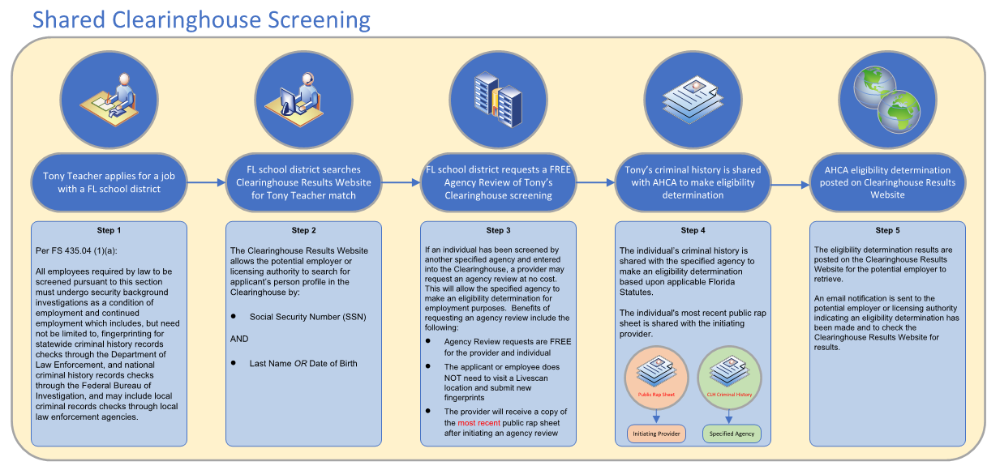 Shared Clearinghouse Screening
Tony Teacher applies for a job
with a FL school district
FL school district searches
Clearinghouse Results Website
for Tony Teacher match
FL school district requests a FREE
Agency Review of Tony's
Clearinghouse screening
Tony's criminal history is shared
with AHCA to make eligibility
determination
AHCA eligibility determination
posted on Clearinghouse Results
Website
Step 1
Per FS 435.04 (1)(a):
All employees required by law to be
screened pursuant to this section
must undergo security background
investigations as a condition of
employment and continued
employment which includes, but need
not be limited to, fingerprinting for
statewide criminal history records
checks through the Department of
Law Enforcement, and national
criminal history records checks
through the Federal Bureau of
Investigation, and may include local
criminal records checks through local
law enforcement agencies.
Step 2
The Clearinghouse Results Website
allows the potential employer or
licensing authority to search for
applicant's person profile in the
Clearinghouse by:
● Social Security Number (SSN)
AND
● Last Name OR Date of Birth
Step 3
If an individual has been screened by
another specified agency and entered
into the Clearinghouse, a provider may
request an agency review at no cost.
This will allow the specified agency to
make an eligibility determination for
employment purposes. Benefits of
requesting an agency review include the
following:
● Agency Review requests are FREE
for the provider and individual
● The applicant or employee does
NOT need to visit a Livescan
location and submit new
fingerprints
● The provider will receive a copy of
the most recent public rap sheet
after initiating an agency review
Step 4
The individual's criminal history is
shared with the specified agency to
make an eligibility determination
based upon applicable Florida
Statutes.
The individual's most recent public rap
sheet is shared with the initiating
provider.
Public Rap Sheet
CLH Criminal History
Initiating Provider
Specified Agency
Step 5
The eligibility determination results are
posted on the Clearinghouse Results
Website for the potential employer to
retrieve.
An email notification is sent to the
potential employer or licensing authority
indicating an eligibility determination has
been made and to check the
Clearinghouse Results Website for
results.